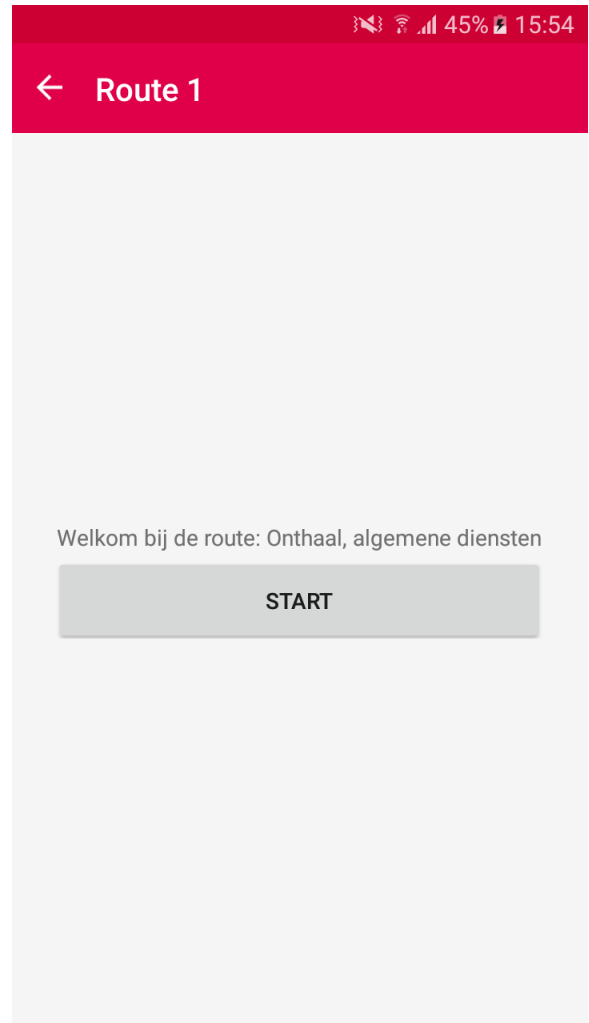 45% 15:54
Route 1
Welkom bij de route: Onthaal, algemene diensten
START